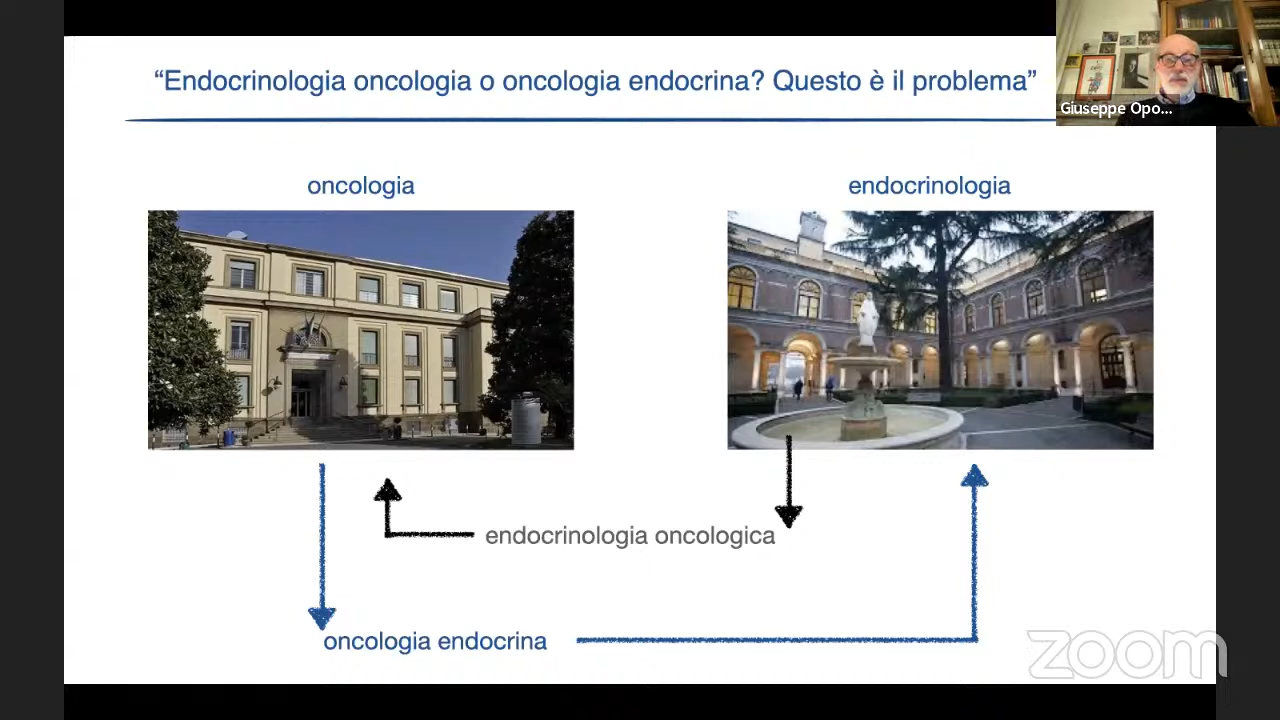 “Endocrinologia oncologia o oncologia endocrina? Questo è il problema”
Giuseppe Opo...
oncologia
endocrinologia
endocrinologia oncologica
oncologia endocrina
zoom